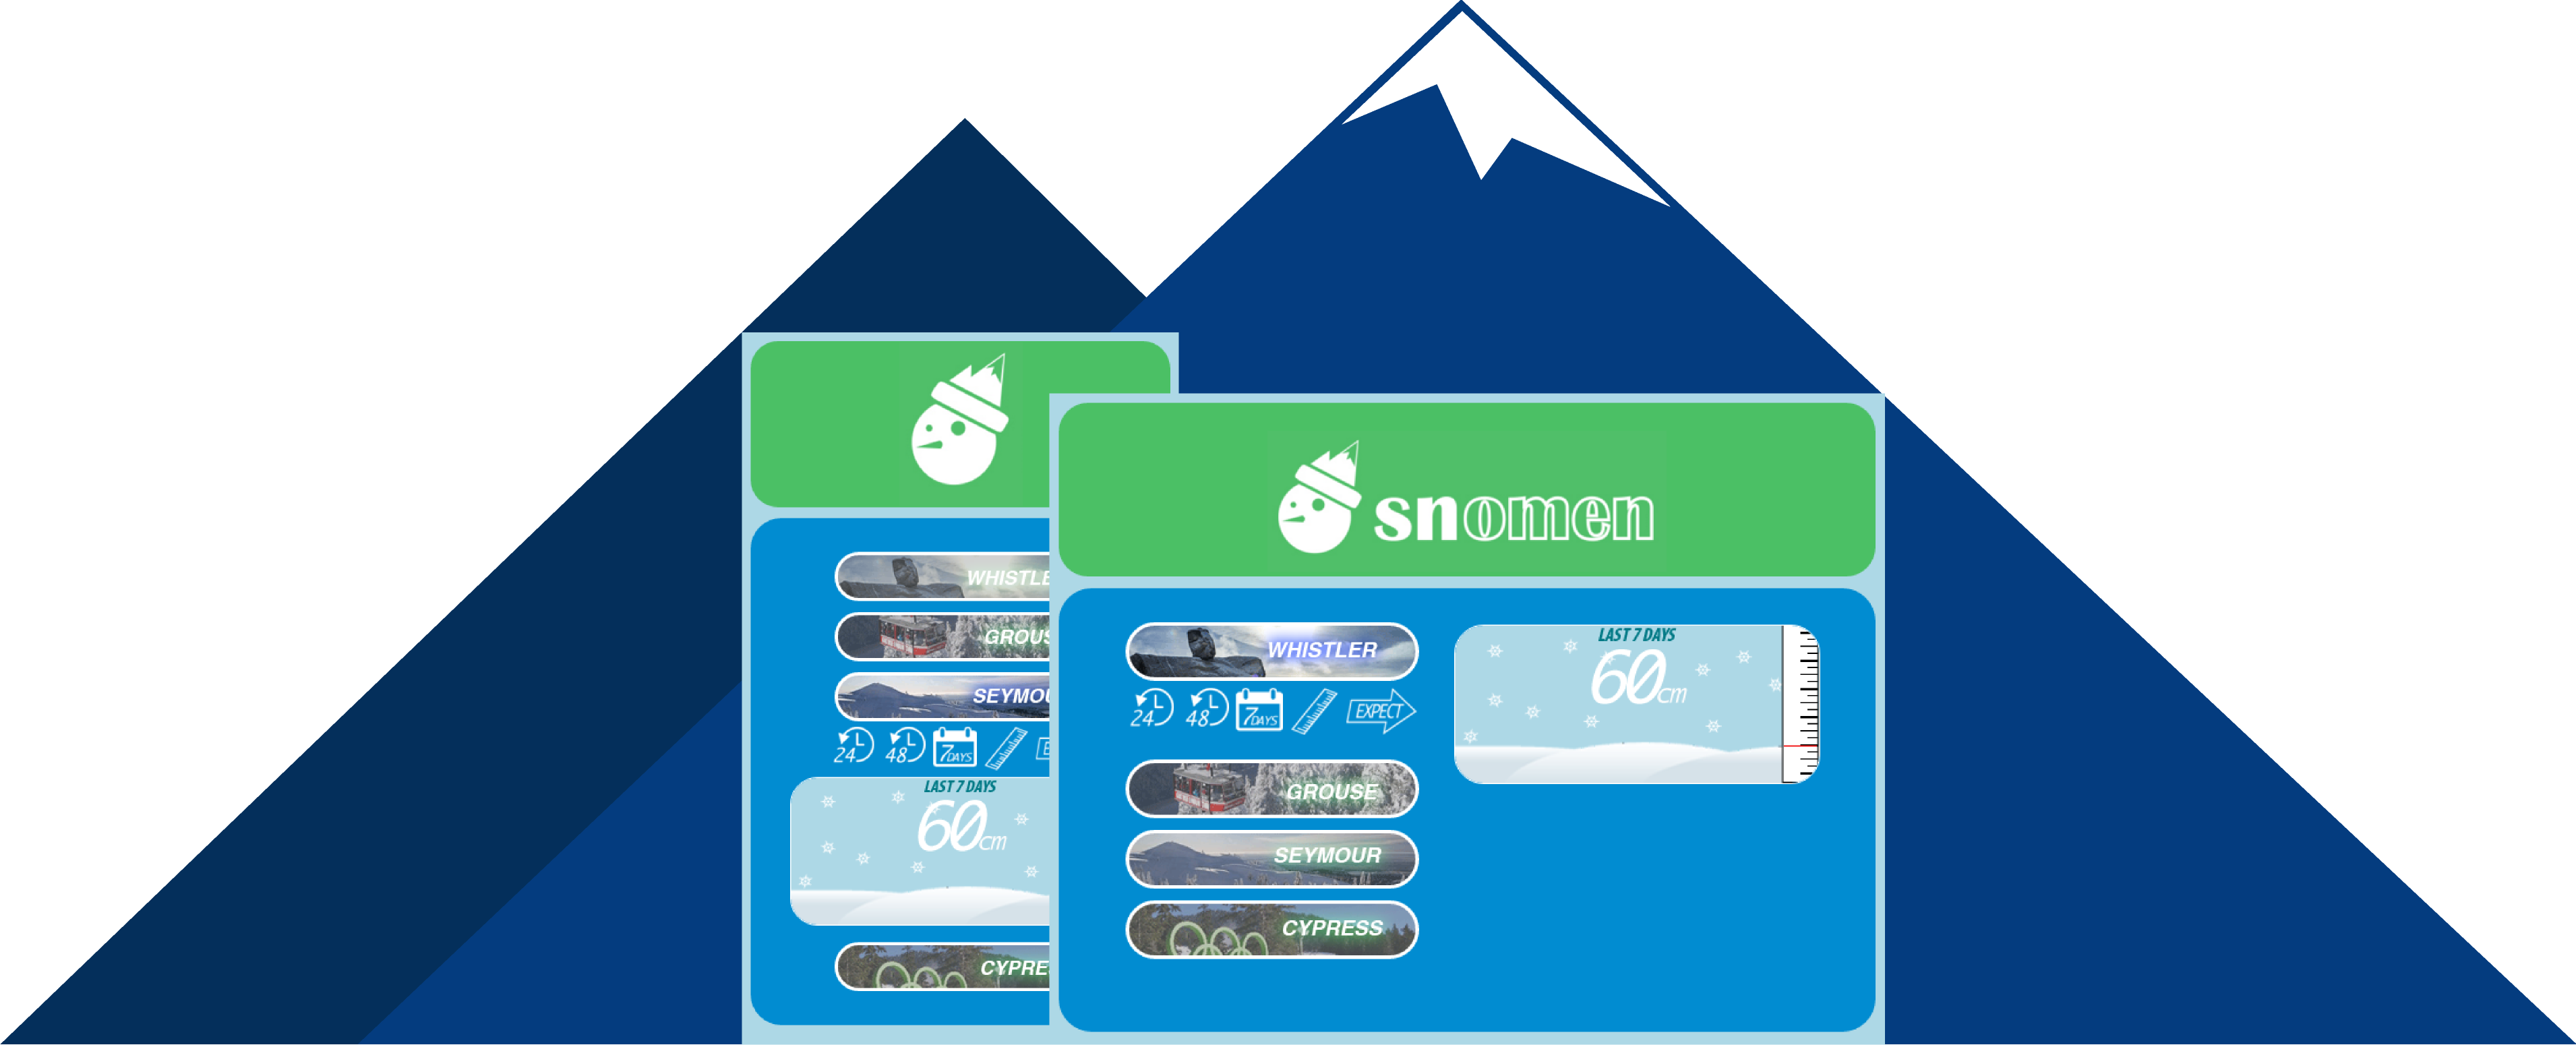 WHISTLE
GROUS
SEYMOU
24 48 7DAYS E
LAST 7 DAYS
60cm
CYPRE
snomen
WHISTLER
24 48 7DAYS EXPECT
GROUSE
SEYMOUR
CYPRESS
LAST 7 DAYS
60cm